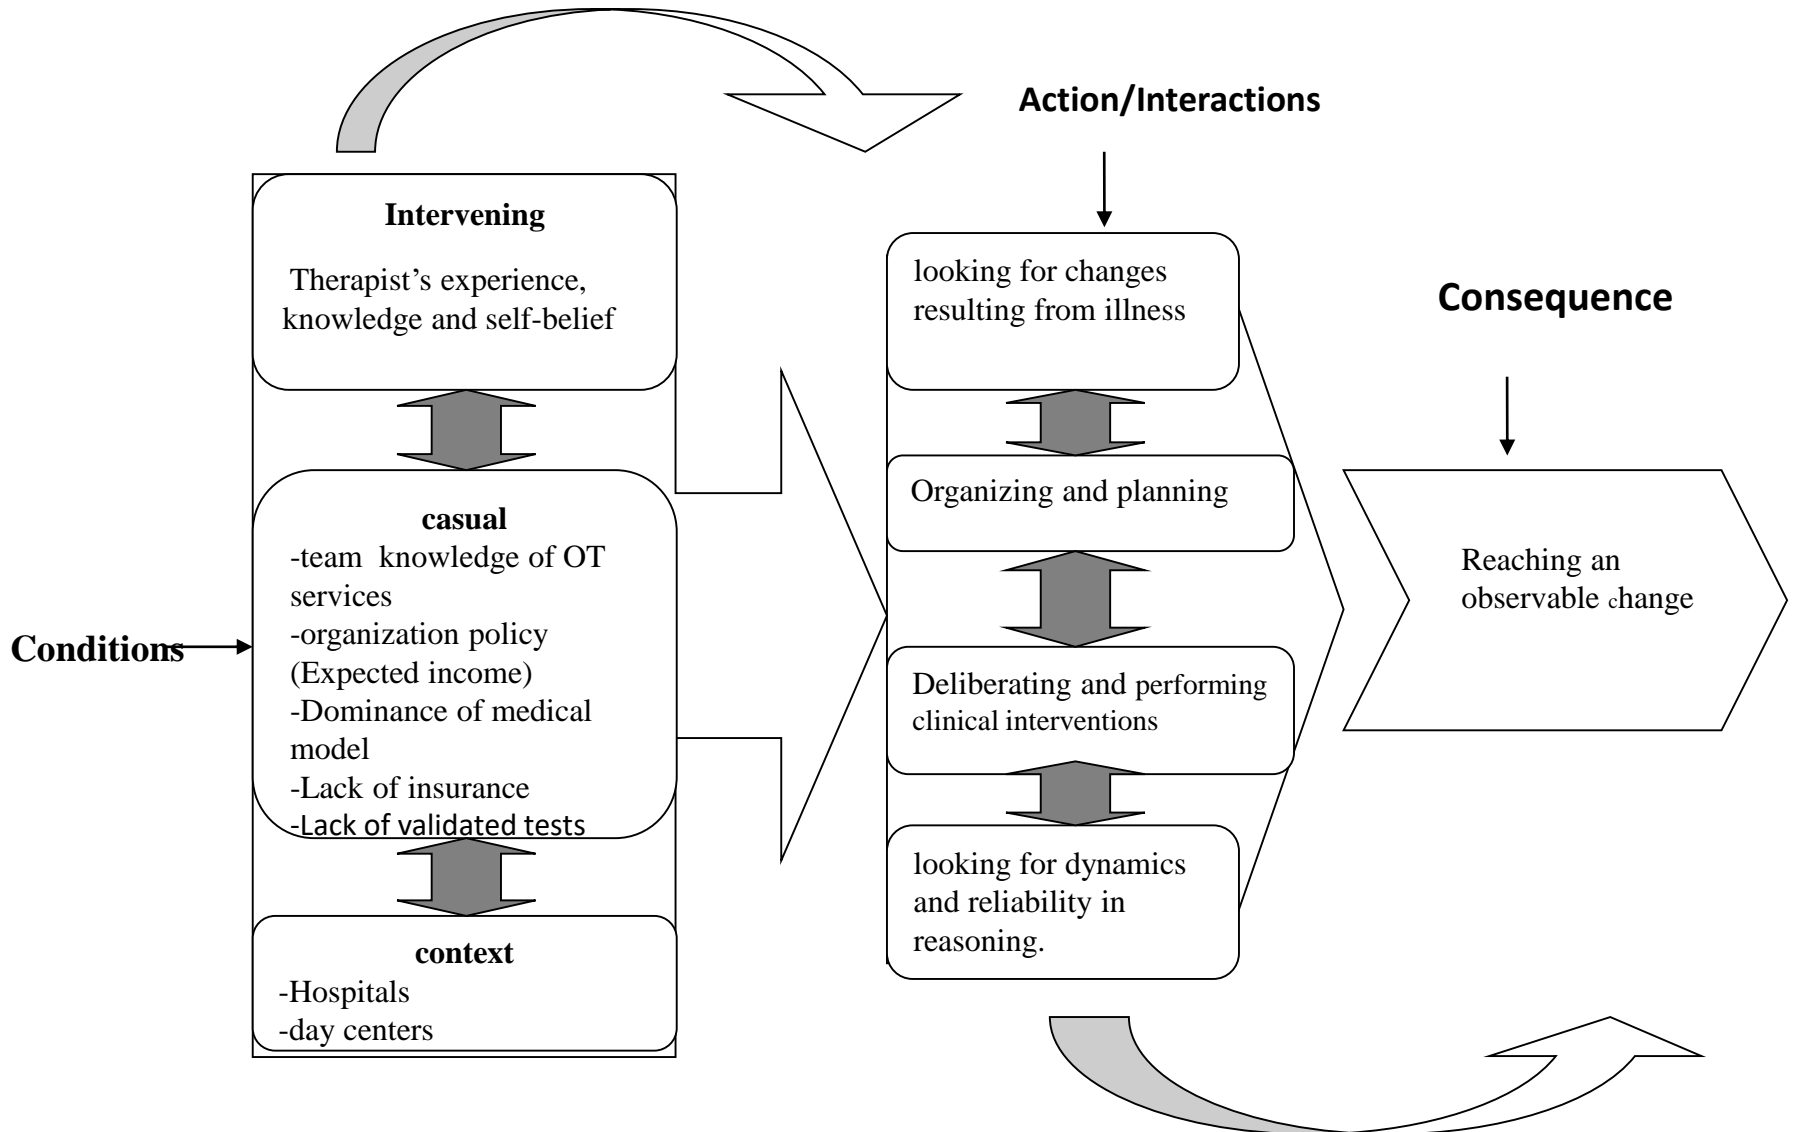 Action/Interactions
Intervening
Therapist’s experience,
knowledge and self-belief
looking for changes
resulting from illness
Consequence
Organizing and planning
casual
-team  knowledge of OT
services
-organization policy
(Expected income)
-Dominance of medical
model
-Lack of insurance
-Lack of validated tests
Conditions
Reaching an
observable change
Deliberating and performing
clinical interventions
looking for dynamics
and reliability in
reasoning.
context
-Hospitals
-day centers